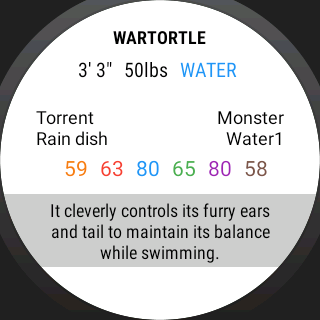 WARTORTLE
3' 3" 50lbs WATER
Torrent Monster
Rain dish Water1
59 63 80 65 80 58
It cleverly controls its furry ears
and tail to maintain its balance
while swimming.